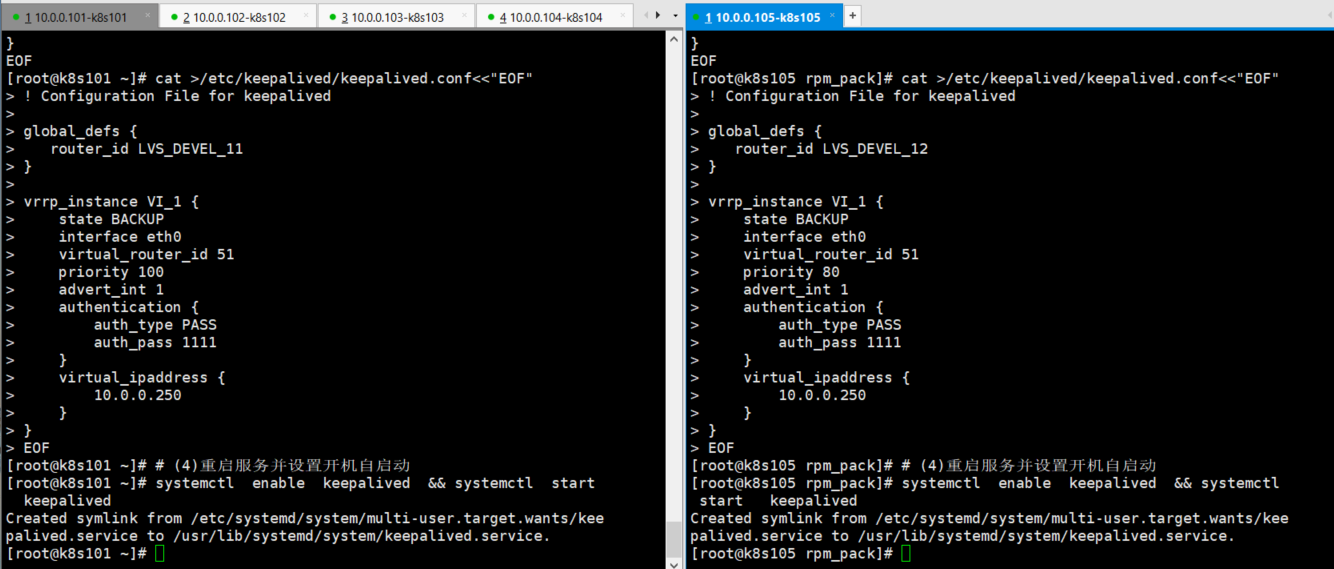 1 10.0.0.101-k8s101 × 2 10.0.0.102-k8s102 × 3 10.0.0.103-k8s103 × 4 10.0.0.104-k8s104 ×
}
EOF
[root@k8s101 ~]# cat >/etc/keepalived/keepalived.conf<<"EOF"
> ! Configuration File for keepalived
>
> global_defs {
>    router_id LVS_DEVEL_11
> }
>
> vrrp_instance VI_1 {
>     state BACKUP
>     interface eth0
>     virtual_router_id 51
>     priority 100
>     advert_int 1
>     authentication {
>         auth_type PASS
>         auth_pass 1111
>     }
>     virtual_ipaddress {
>         10.0.0.250
>     }
> }
> EOF
[root@k8s101 ~]# # (4)重启服务并设置开机自启动
[root@k8s101 ~]# systemctl  enable  keepalived  && systemctl  start
  keepalived
Created symlink from /etc/systemd/system/multi-user.target.wants/kee
palived.service to /usr/lib/systemd/system/keepalived.service.
[root@k8s101 ~]#
1 10.0.0.105-k8s105 × +
}
EOF
[root@k8s105 rpm_pack]# cat >/etc/keepalived/keepalived.conf<<"EOF"
> ! Configuration File for keepalived
>
> global_defs {
>    router_id LVS_DEVEL_12
> }
>
> vrrp_instance VI_1 {
>     state BACKUP
>     interface eth0
>     virtual_router_id 51
>     priority 80
>     advert_int 1
>     authentication {
>         auth_type PASS
>         auth_pass 1111
>     }
>     virtual_ipaddress {
>         10.0.0.250
>     }
> }
> EOF
[root@k8s105 rpm_pack]# # (4)重启服务并设置开机自启动
[root@k8s105 rpm_pack]# systemctl  enable  keepalived  && systemctl
 start   keepalived
Created symlink from /etc/systemd/system/multi-user.target.wants/kee
palived.service to /usr/lib/systemd/system/keepalived.service.
[root@k8s105 rpm_pack]#